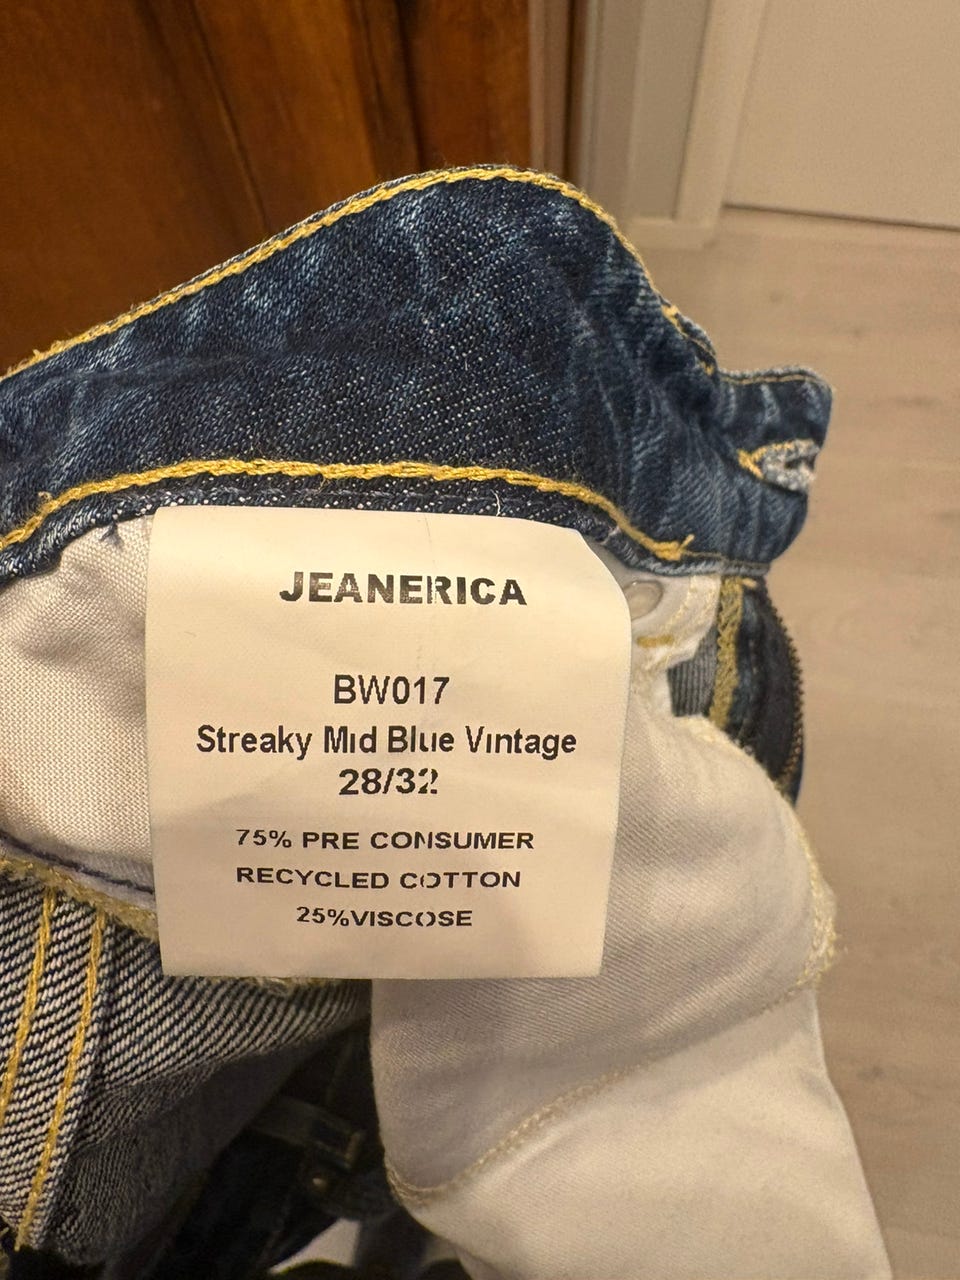 JEANERICA
BW017
Streaky Mid Blue Vintage
28/32
75% PRE CONSUMER
RECYCLED COTTON
25%VISCOSE